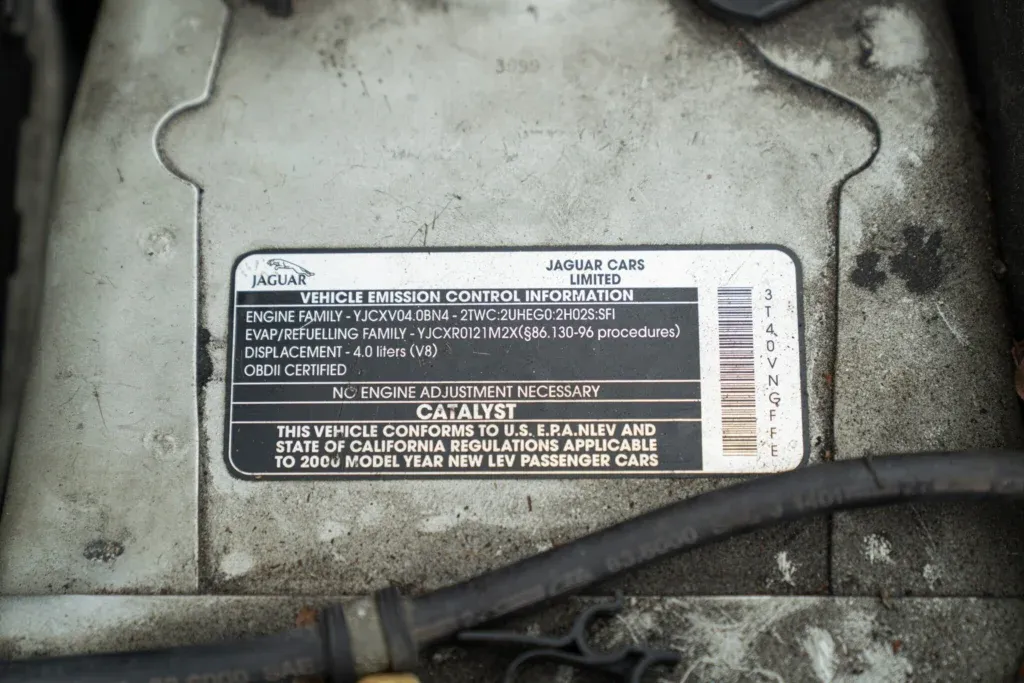 3090
JAGUAR
JAGUAR CARS
LIMITED
VEHICLE EMISSION CONTROL INFORMATION
ENGINE FAMILY - YJCXV04.0BN4 - 2TWC:2UHEG0:2H02S:SFI
EVAP/REFUELLING FAMILY - YJCXR0121M2X(§86.130-96 procedures)
DISPLACEMENT - 4.0 liters (V8)
OBDII CERTIFIED
NO ENGINE ADJUSTMENT NECESSARY
CATALYST
THIS VEHICLE CONFORMS TO U.S. E.P.A.NLEV AND
STATE OF CALIFORNIA REGULATIONS APPLICABLE
TO 2000 MODEL YEAR NEW LEV PASSENGER CARS
3T40VNGFFE